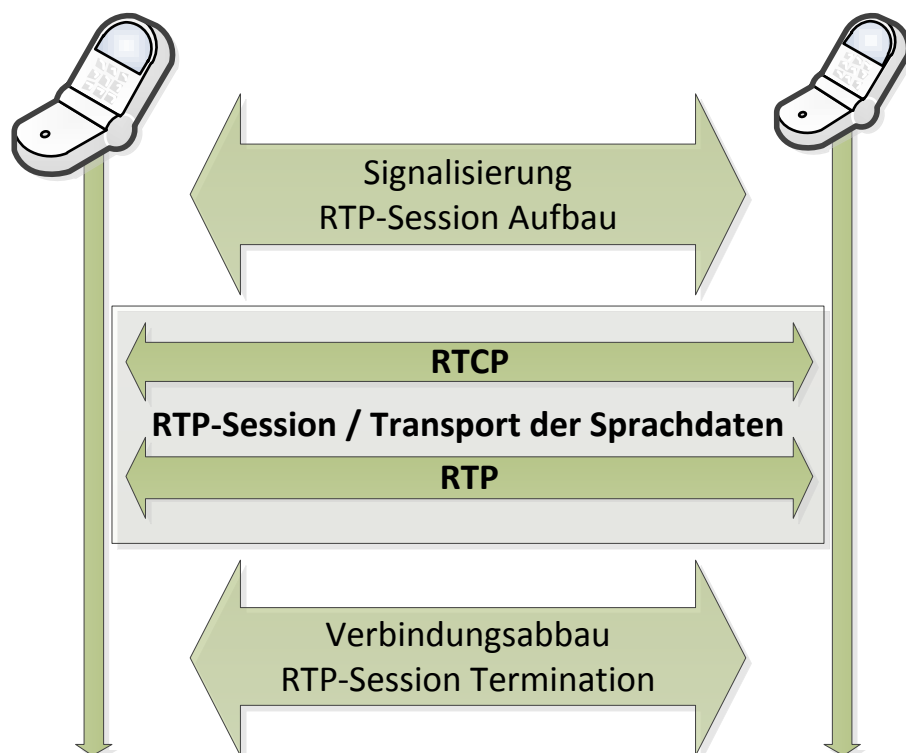 Signalisierung
RTP-Session Aufbau
RTCP
RTP-Session / Transport der Sprachdaten
RTP
Verbindungsabbau
RTP-Session Termination